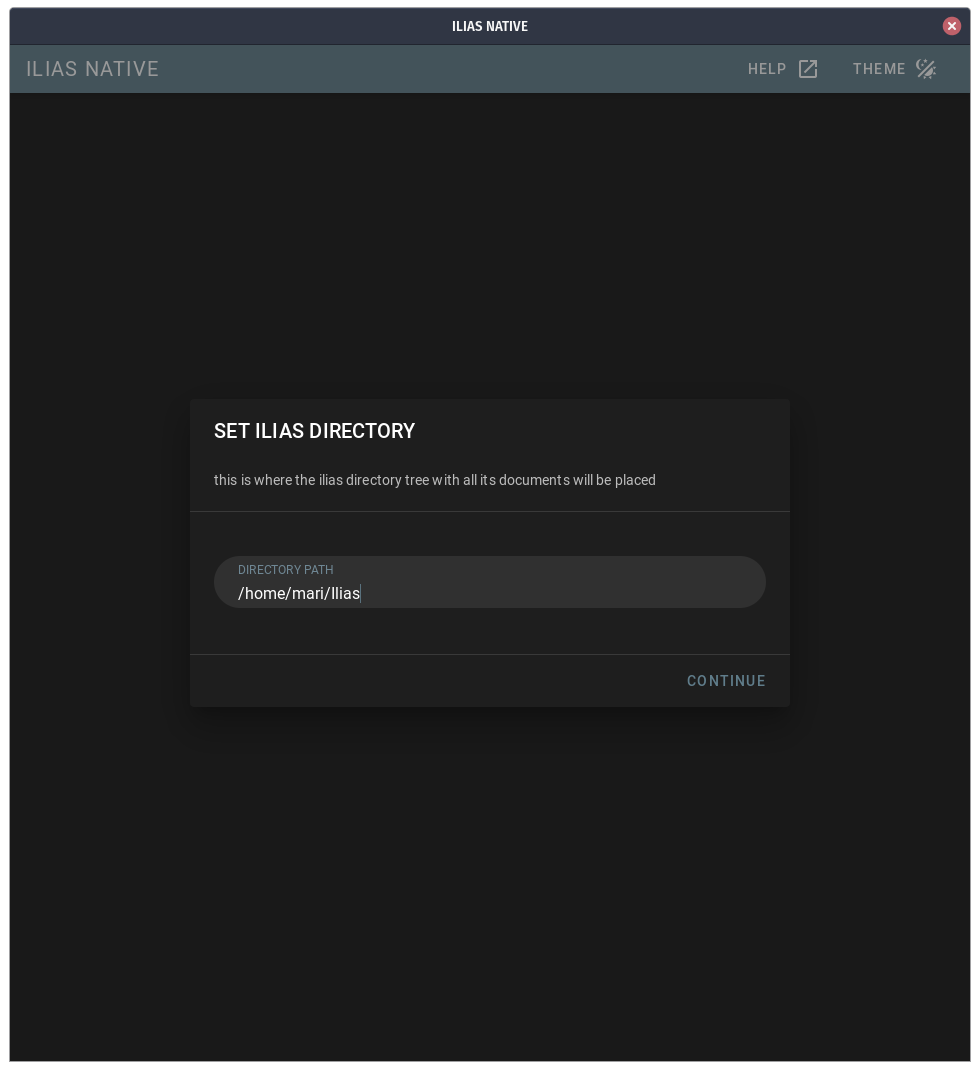 ILIAS NATIVE
ILIAS NATIVE HELP THEME
SET ILIAS DIRECTORY
this is where the ilias directory tree with all its documents will be placed
DIRECTORY PATH
/home/mari/Ilias
CONTINUE